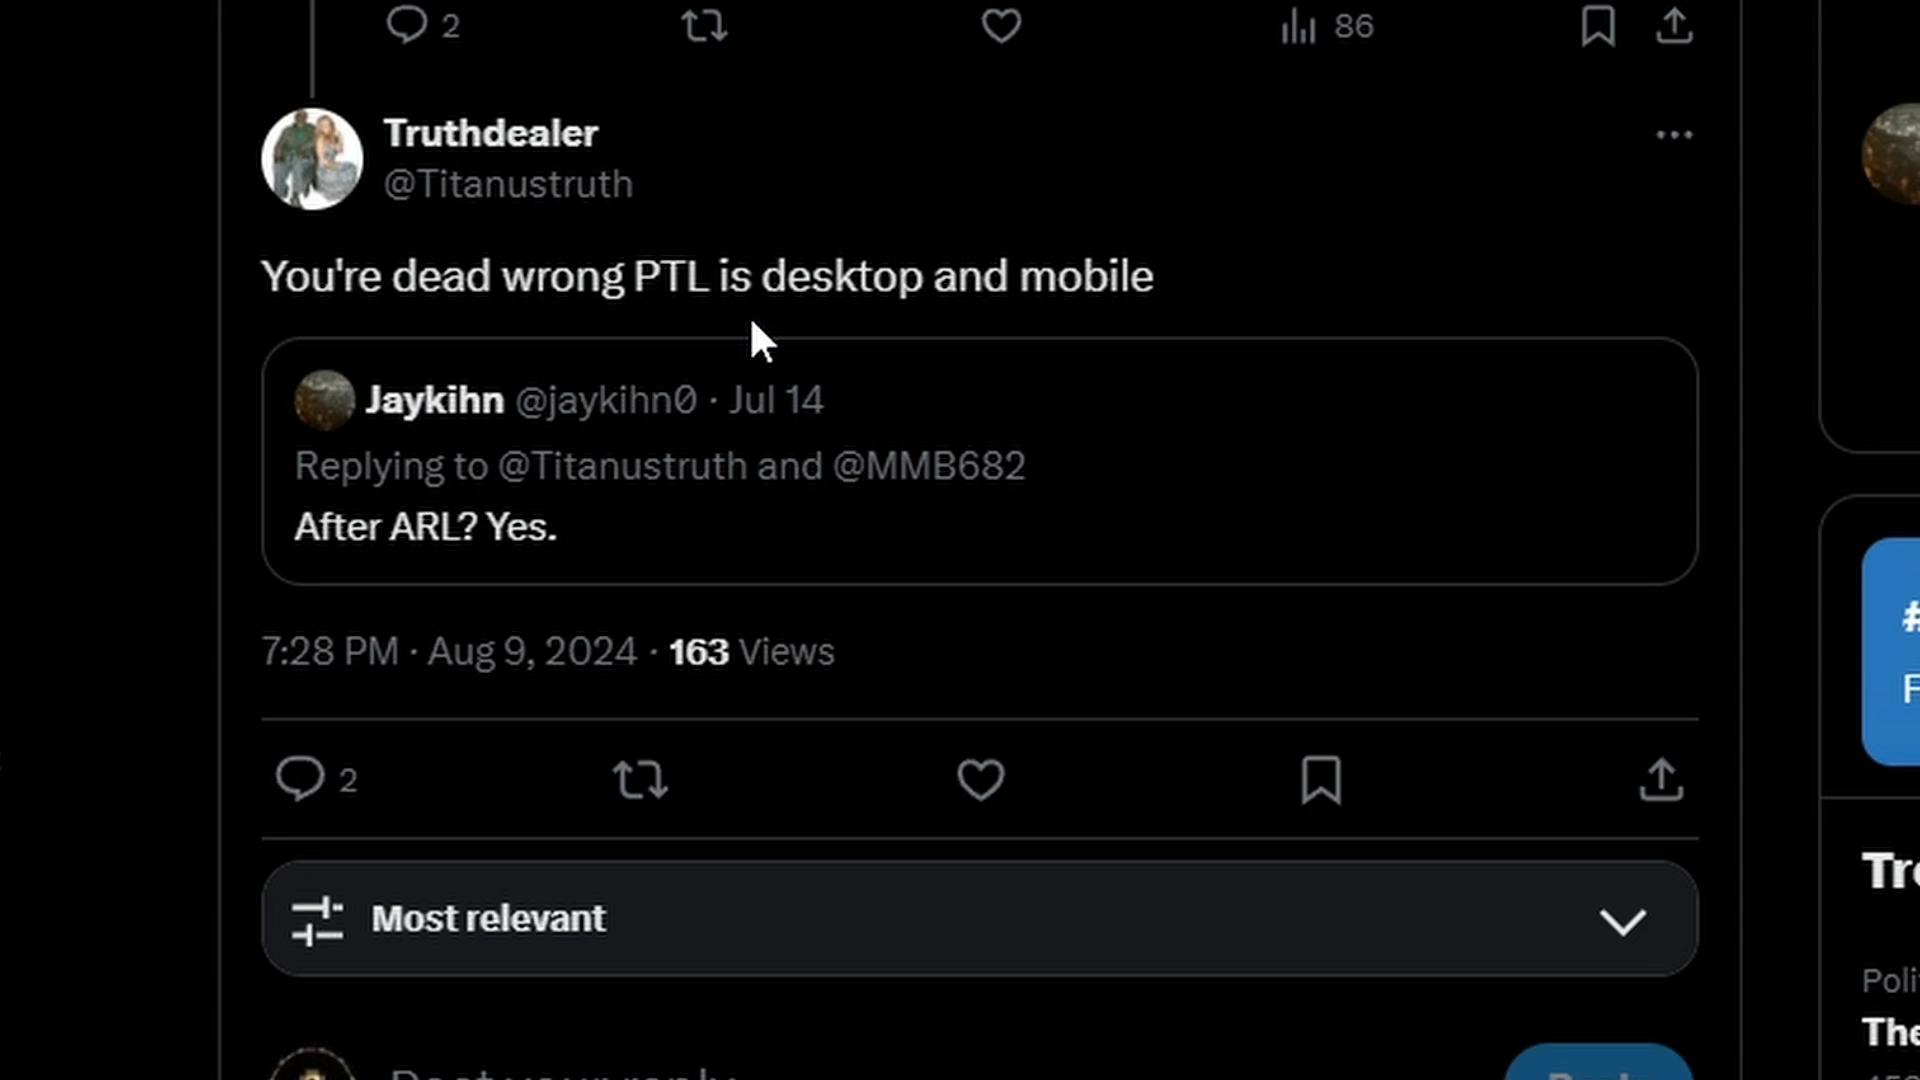 2
86
Truthdealer
@Titanustruth
You're dead wrong PTL is desktop and mobile
Jaykihn @jaykihn0 · Jul 14
Replying to @Titanustruth and @MMB682
After ARL? Yes.
7:28 PM · Aug 9, 2024 · 163 Views
2
Most relevant